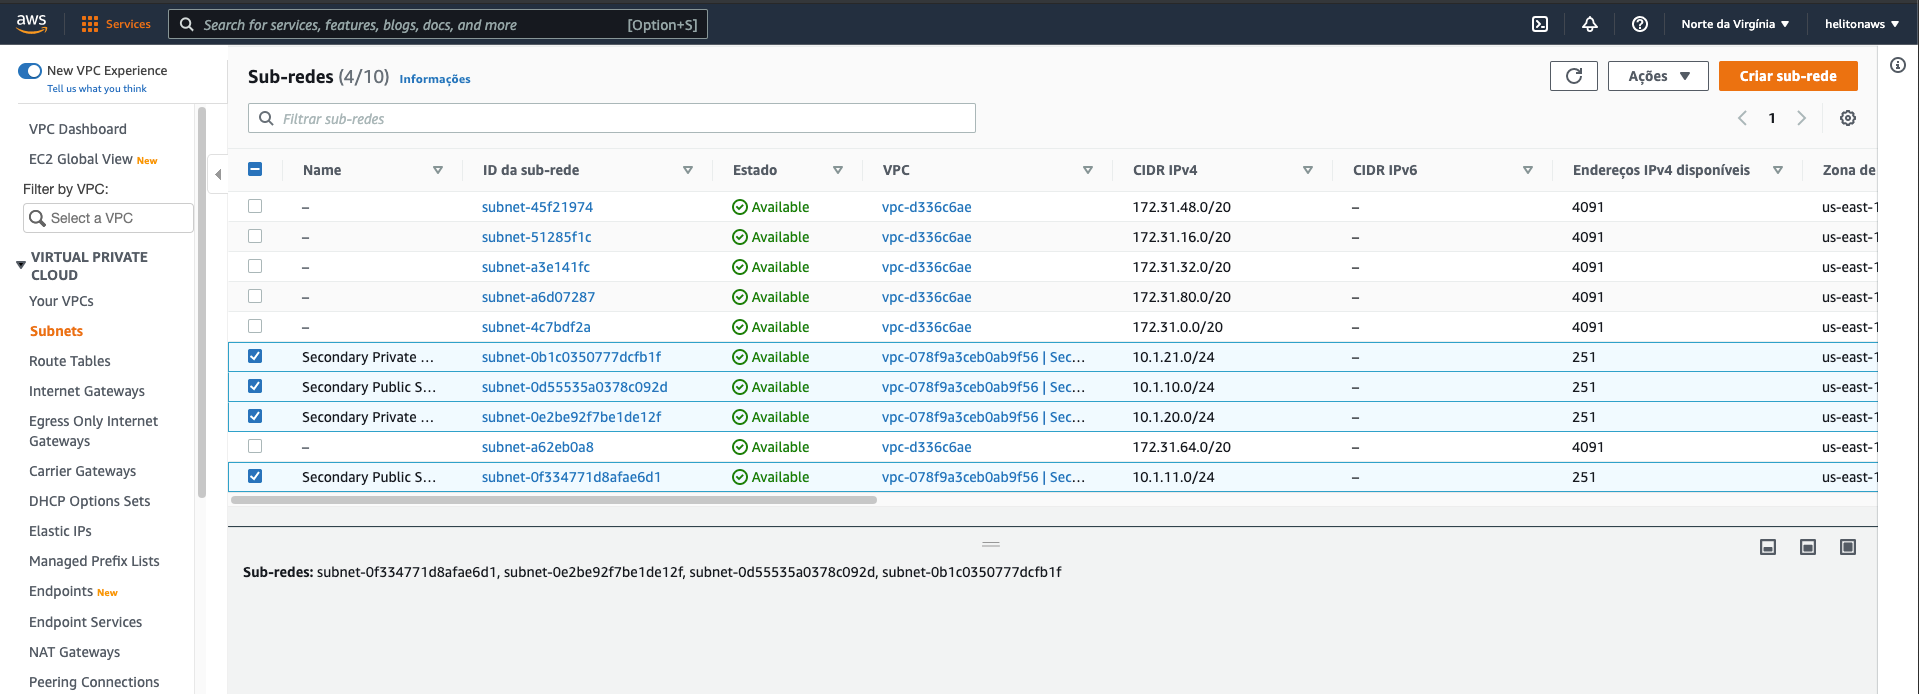 aws Services Search for services, features, blogs, docs, and more [Option+S] Norte da Virgínia helitonaws
New VPC Experience
Tell us what you think
VPC Dashboard
EC2 Global View New
Filter by VPC:
Select a VPC
VIRTUAL PRIVATE
CLOUD
Your VPCs
Subnets
Route Tables
Internet Gateways
Egress Only Internet
Gateways
Carrier Gateways
DHCP Options Sets
Elastic IPs
Managed Prefix Lists
Endpoints New
Endpoint Services
NAT Gateways
Peering Connections
Sub-redes (4/10) Informações
Ações Criar sub-rede
Filtrar sub-redes
1
Name ID da sub-rede Estado VPC CIDR IPv4 CIDR IPv6 Endereços IPv4 disponíveis Zona de
– subnet-45f21974 Available vpc-d336c6ae 172.31.48.0/20 – 4091 us-east-1
– subnet-51285f1c Available vpc-d336c6ae 172.31.16.0/20 – 4091 us-east-1
– subnet-a3e141fc Available vpc-d336c6ae 172.31.32.0/20 – 4091 us-east-1
– subnet-a6d07287 Available vpc-d336c6ae 172.31.80.0/20 – 4091 us-east-1
– subnet-4c7bdf2a Available vpc-d336c6ae 172.31.0.0/20 – 4091 us-east-1
Secondary Private ... subnet-0b1c0350777dcfb1f Available vpc-078f9a3ceb0ab9f56 | Sec... 10.1.21.0/24 – 251 us-east-1
Secondary Public S... subnet-0d55535a0378c092d Available vpc-078f9a3ceb0ab9f56 | Sec... 10.1.10.0/24 – 251 us-east-1
Secondary Private ... subnet-0e2be92f7be1de12f Available vpc-078f9a3ceb0ab9f56 | Sec... 10.1.20.0/24 – 251 us-east-1
– subnet-a62eb0a8 Available vpc-d336c6ae 172.31.64.0/20 – 4091 us-east-1
Secondary Public S... subnet-0f334771d8afae6d1 Available vpc-078f9a3ceb0ab9f56 | Sec... 10.1.11.0/24 – 251 us-east-1
Sub-redes: subnet-0f334771d8afae6d1, subnet-0e2be92f7be1de12f, subnet-0d55535a0378c092d, subnet-0b1c0350777dcfb1f